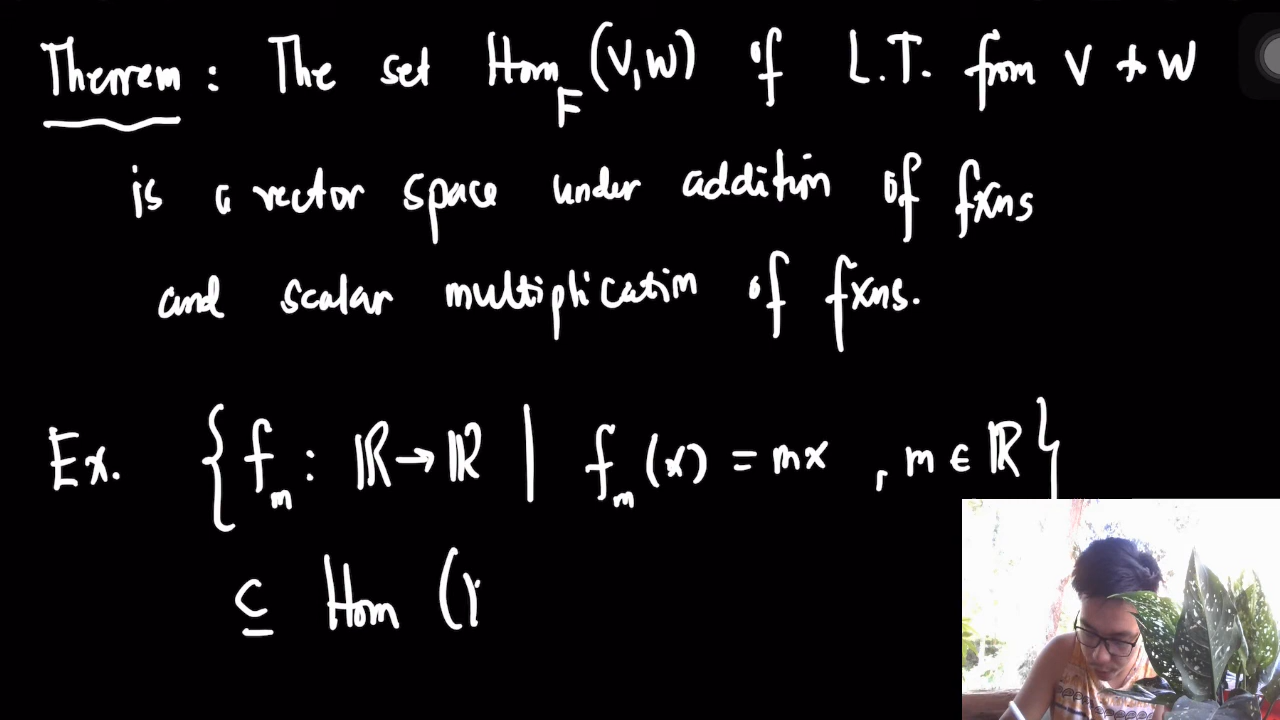 Theorem: The set Hom_F (V,W) of L.T. from V to W
is a vector space under addition of fxns
and scalar multiplication of fxns.
Ex. {f_m : ℝ→ℝ | f_m (x) = mx , m ∈ ℝ}
⊆ Hom (